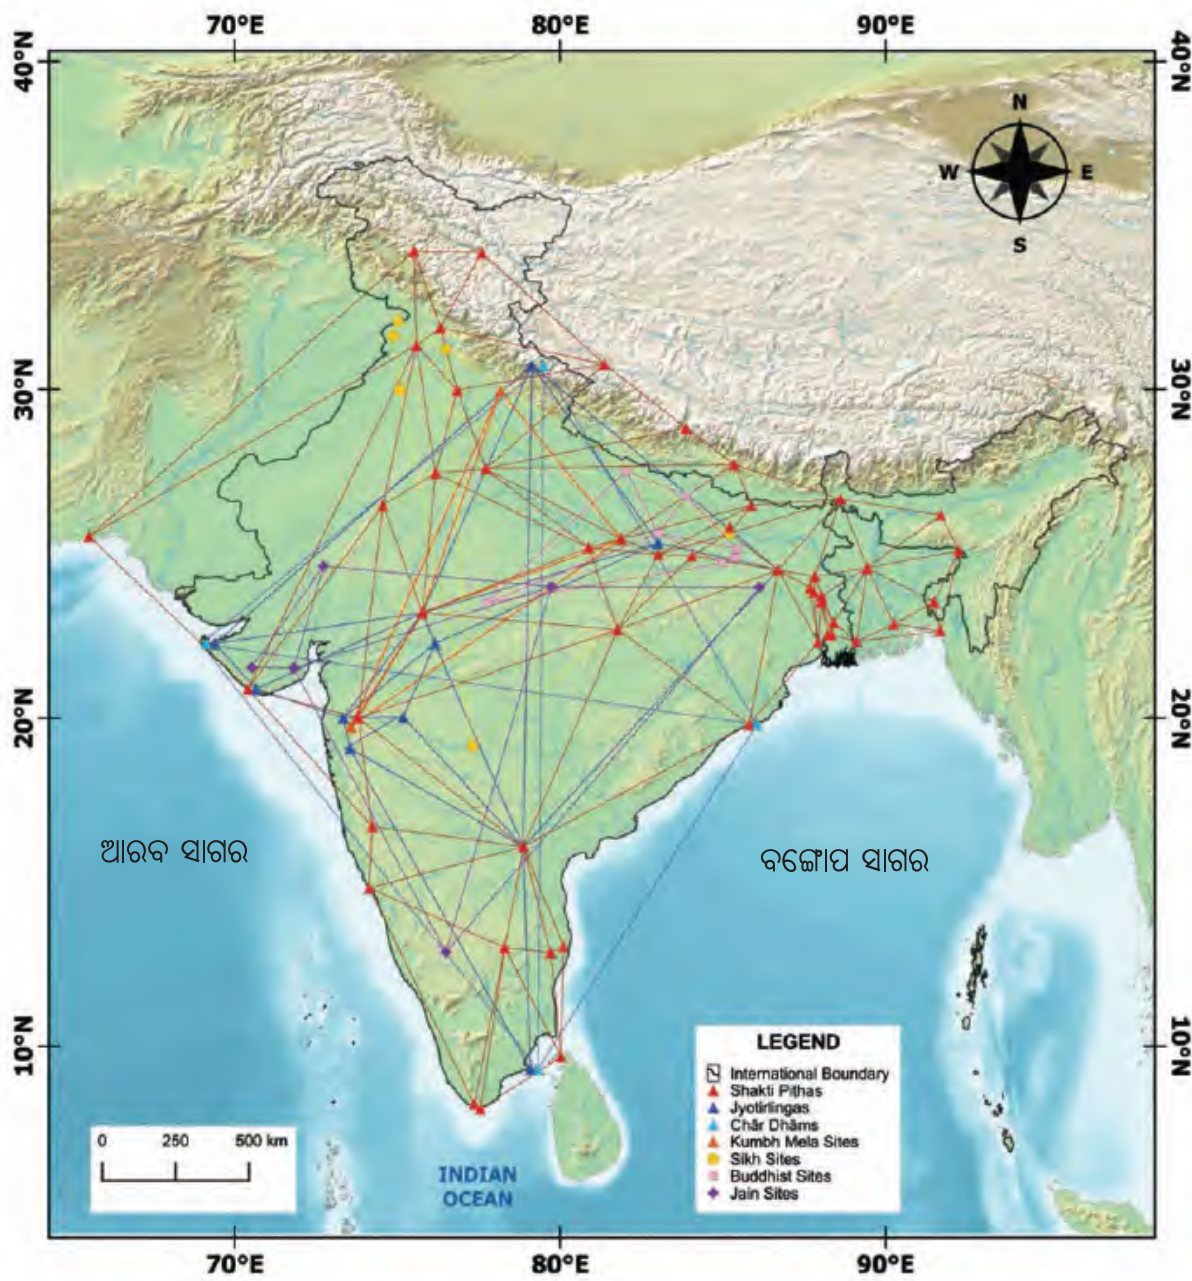 70°E 80°E 90°E
40°N 40°N
N
W E
S
30°N 30°N
20°N 20°N
ଆରବ ସାଗର
ବଙ୍ଗୋପ ସାଗର
10°N 10°N
LEGEND
International Boundary
Shakti Pithas
Jyotirlingas
Chār Dhāms
Kumbh Mela Sites
Sikh Sites
Buddhist Sites
Jain Sites
0 250 500 km
INDIAN
OCEAN
70°E 80°E 90°E